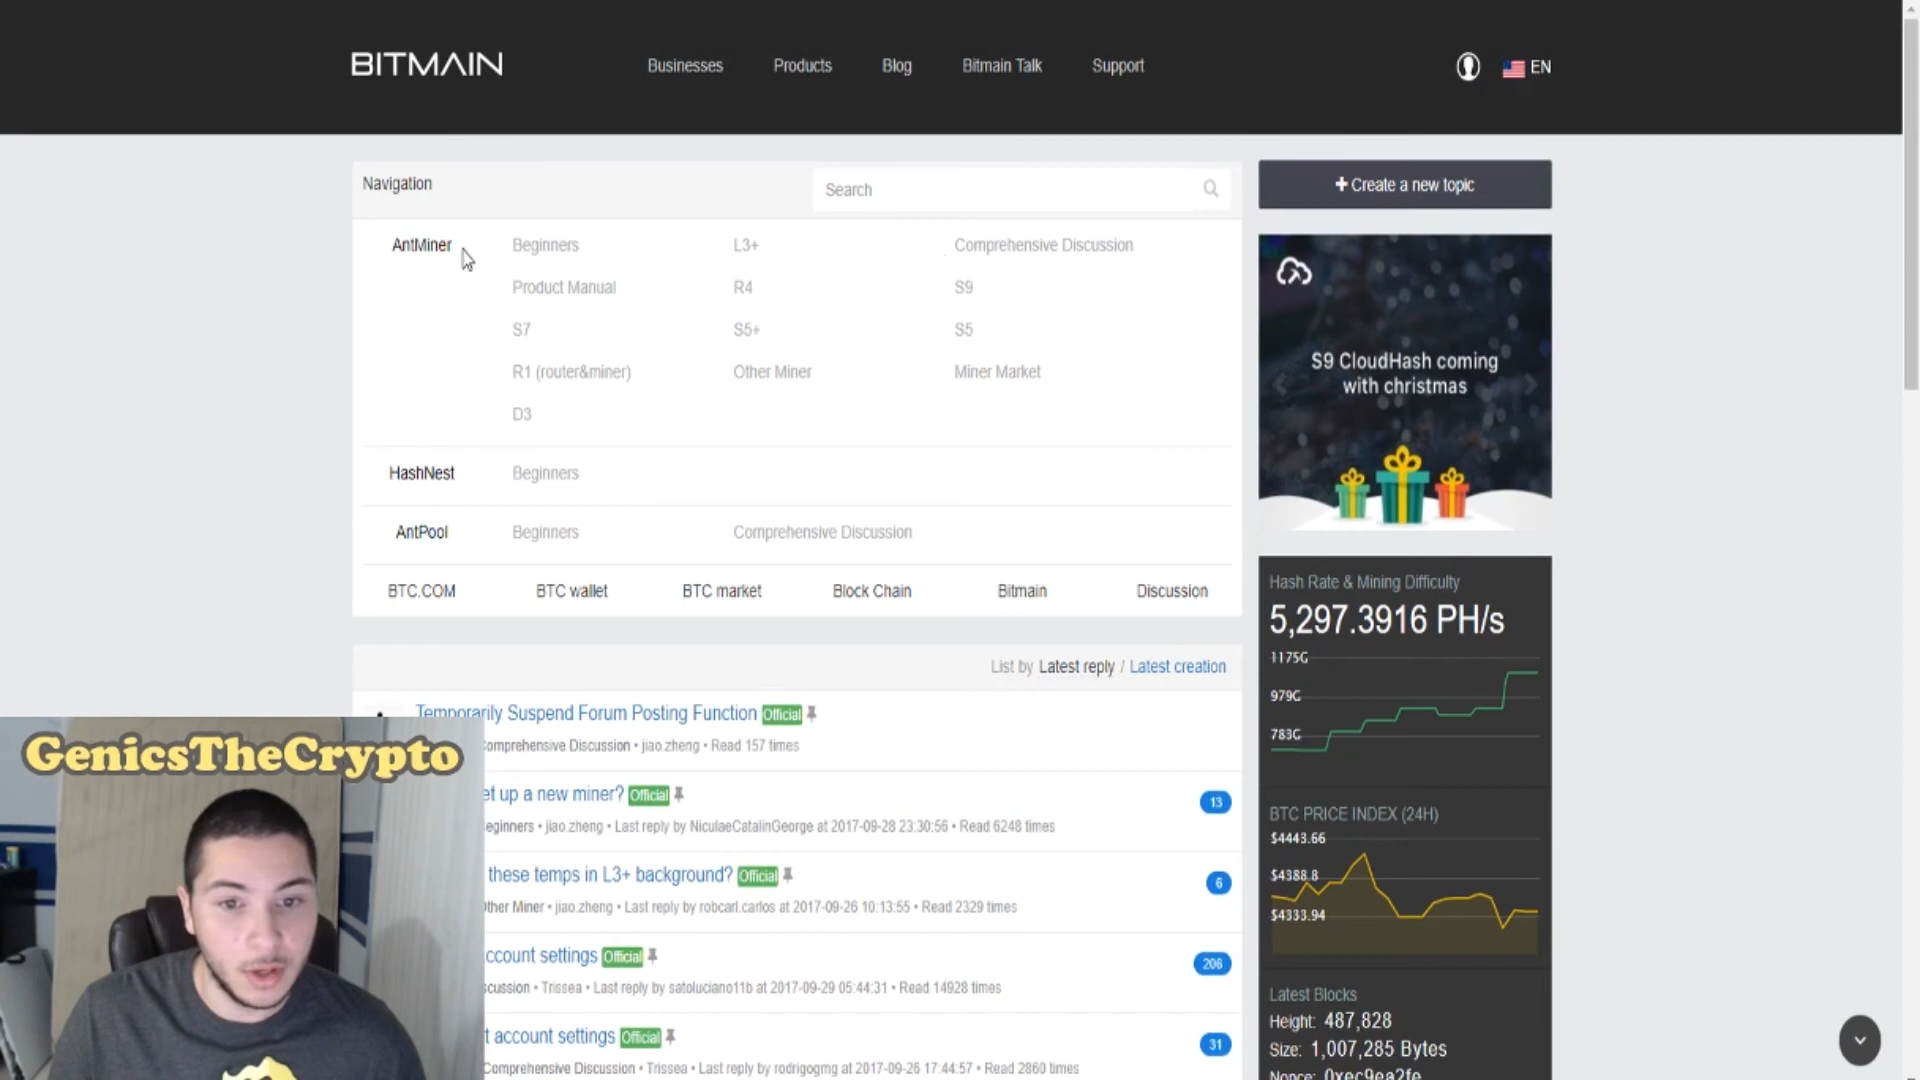 BITMAIN
Businesses Products Blog Bitmain Talk Support
EN
Navigation
Search
+ Create a new topic
AntMiner Beginners L3+ Comprehensive Discussion
Product Manual R4 S9
S7 S5+ S5
R1 (router&miner) Other Miner Miner Market
D3
HashNest Beginners
AntPool Beginners Comprehensive Discussion
BTC.COM BTC wallet BTC market Block Chain Bitmain Discussion
S9 CloudHash coming
with christmas
List by Latest reply / Latest creation
Temporarily Suspend Forum Posting Function Official
Comprehensive Discussion • jiao.zheng • Read 157 times
et up a new miner? Official
13
eginners • jiao.zheng • Last reply by NiculaeCatalinGeorge at 2017-09-28 23:30:56 • Read 6248 times
these temps in L3+ background? Official
6
ther Miner • jiao.zheng • Last reply by robcarl.carlos at 2017-09-26 10:13:55 • Read 2329 times
ccount settings Official
206
scussion • Trissea • Last reply by satoluciano11b at 2017-09-29 05:44:31 • Read 14928 times
t account settings Official
31
Comprehensive Discussion • Trissea • Last reply by rodrigogmg at 2017-09-26 17:44:57 • Read 2860 times
Hash Rate & Mining Difficulty
5,297.3916 PH/s
1175G
979G
783G
BTC PRICE INDEX (24H)
$4443.66
$4388.8
$4333.94
Latest Blocks
Height: 487,828
Size: 1,007,285 Bytes
Nonce: 0xec9ea2fe
GenicsTheCrypto